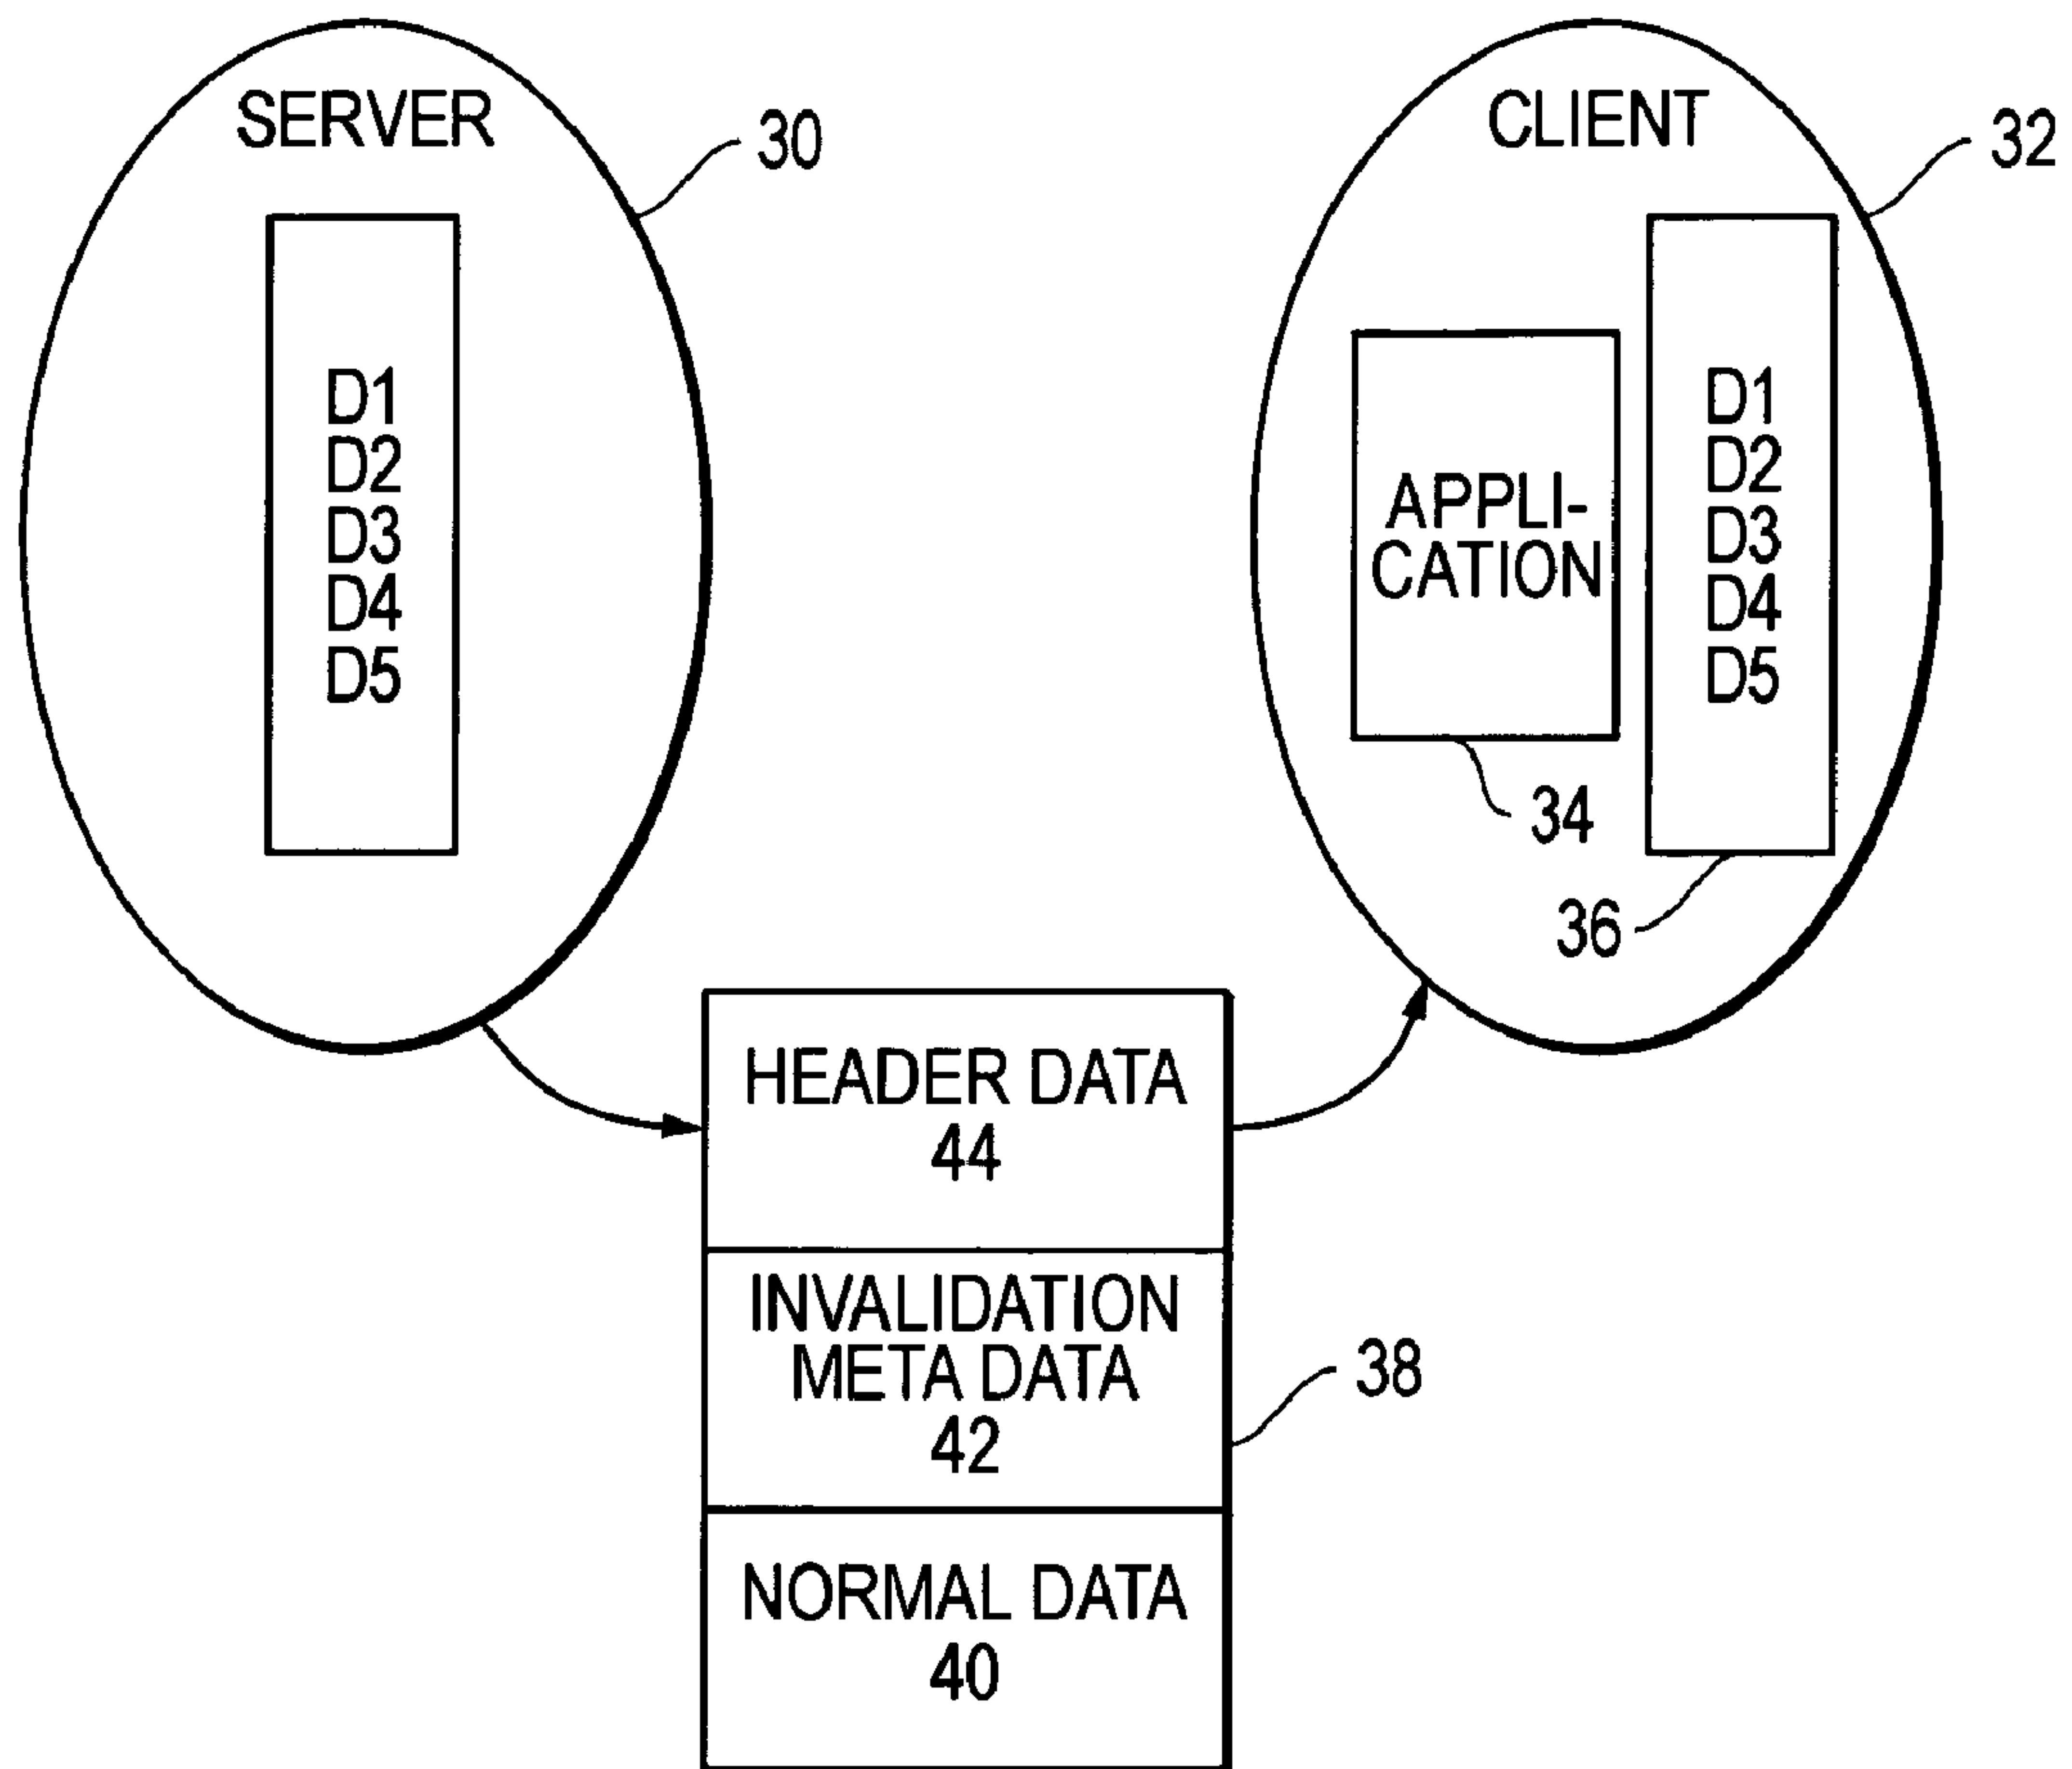 SERVER
30
D1
D2
D3
D4
D5
CLIENT
32
APPLI-
CATION
34
D1
D2
D3
D4
D5
36
HEADER DATA
44
INVALIDATION
META DATA
42
38
NORMAL DATA
40